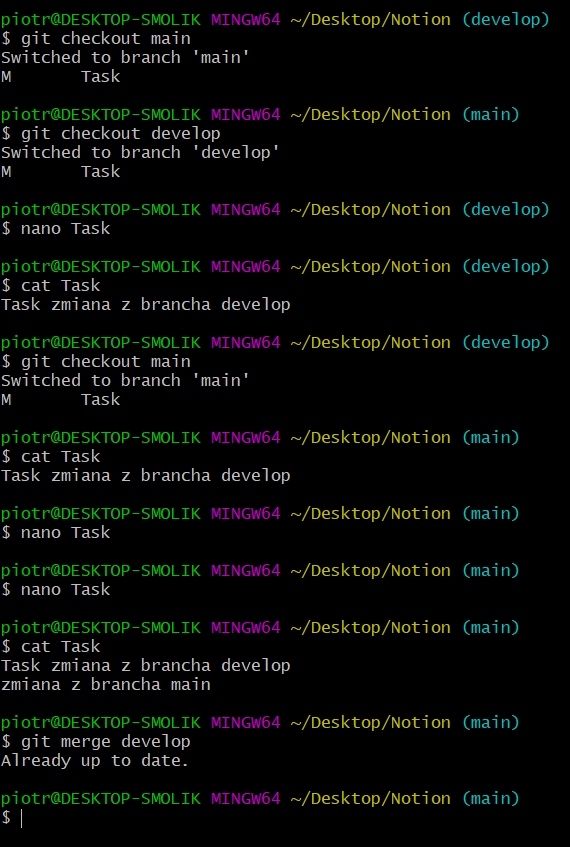 piotr@DESKTOP-SMOLIK MINGW64 ~/Desktop/Notion (develop)
$ git checkout main
Switched to branch 'main'
M       Task
piotr@DESKTOP-SMOLIK MINGW64 ~/Desktop/Notion (main)
$ git checkout develop
Switched to branch 'develop'
M       Task
piotr@DESKTOP-SMOLIK MINGW64 ~/Desktop/Notion (develop)
$ nano Task
piotr@DESKTOP-SMOLIK MINGW64 ~/Desktop/Notion (develop)
$ cat Task
Task zmiana z brancha develop
piotr@DESKTOP-SMOLIK MINGW64 ~/Desktop/Notion (develop)
$ git checkout main
Switched to branch 'main'
M       Task
piotr@DESKTOP-SMOLIK MINGW64 ~/Desktop/Notion (main)
$ cat Task
Task zmiana z brancha develop
piotr@DESKTOP-SMOLIK MINGW64 ~/Desktop/Notion (main)
$ nano Task
piotr@DESKTOP-SMOLIK MINGW64 ~/Desktop/Notion (main)
$ nano Task
piotr@DESKTOP-SMOLIK MINGW64 ~/Desktop/Notion (main)
$ cat Task
Task zmiana z brancha develop
zmiana z brancha main
piotr@DESKTOP-SMOLIK MINGW64 ~/Desktop/Notion (main)
$ git merge develop
Already up to date.
piotr@DESKTOP-SMOLIK MINGW64 ~/Desktop/Notion (main)
$